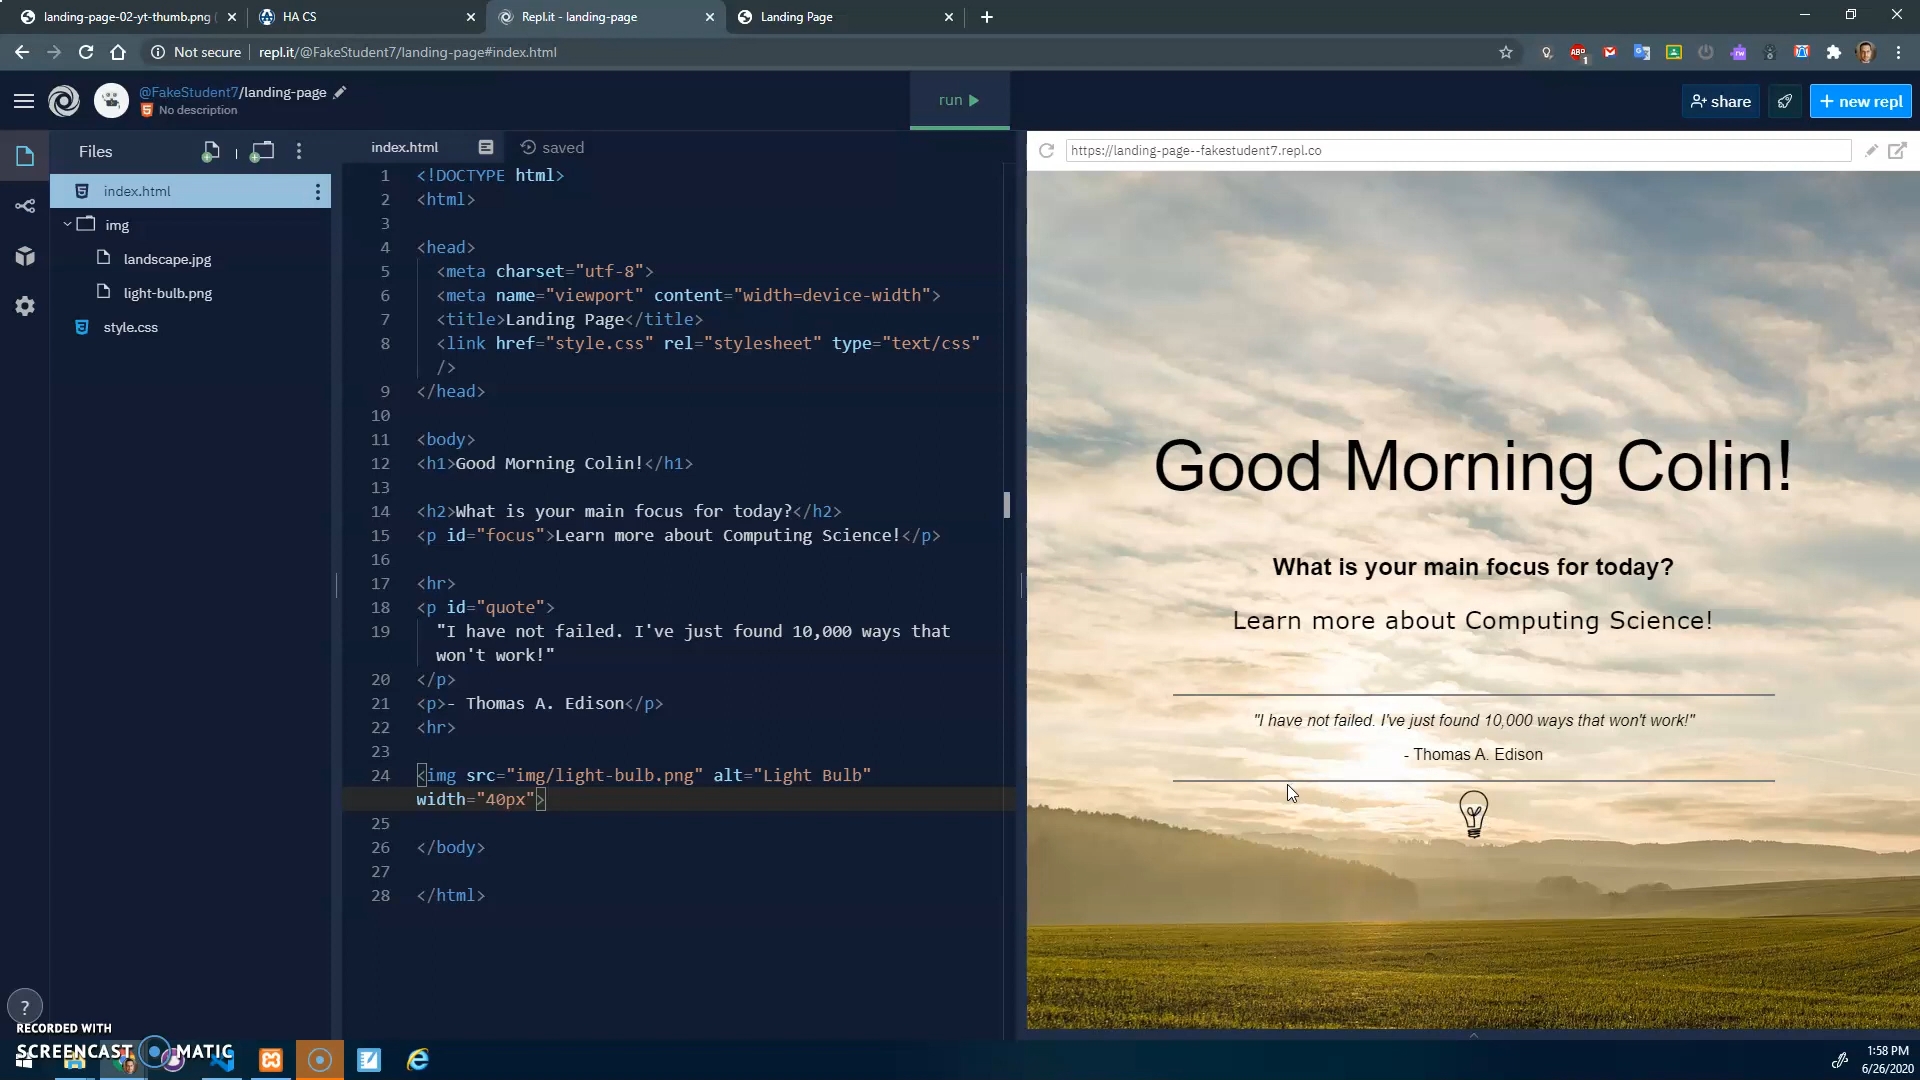 landing-page-02-yt-thumb.png (
HA CS
Repl.it - landing-page
Landing Page
Not secure
repl.it/@FakeStudent7/landing-page#index.html
@FakeStudent7/landing-page
No description
run
share
+ new repl
Files
index.html
img
landscape.jpg
light-bulb.png
style.css
index.html
saved
1 <!DOCTYPE html>
2 <html>
3
4 <head>
5 <meta charset="utf-8">
6 <meta name="viewport" content="width=device-width">
7 <title>Landing Page</title>
8 <link href="style.css" rel="stylesheet" type="text/css"
/>
9 </head>
10
11 <body>
12 <h1>Good Morning Colin!</h1>
13
14 <h2>What is your main focus for today?</h2>
15 <p id="focus">Learn more about Computing Science!</p>
16
17 <hr>
18 <p id="quote">
19 "I have not failed. I've just found 10,000 ways that
won't work!"
20 </p>
21 <p>- Thomas A. Edison</p>
22 <hr>
23
24 <img src="img/light-bulb.png" alt="Light Bulb"
width="40px">
25
26 </body>
27
28 </html>
https://landing-page--fakestudent7.repl.co
Good Morning Colin!
What is your main focus for today?
Learn more about Computing Science!
"I have not failed. I've just found 10,000 ways that won't work!"
- Thomas A. Edison
?
RECORDED WITH
SCREENCAST MATIC
1:58 PM
6/26/2020